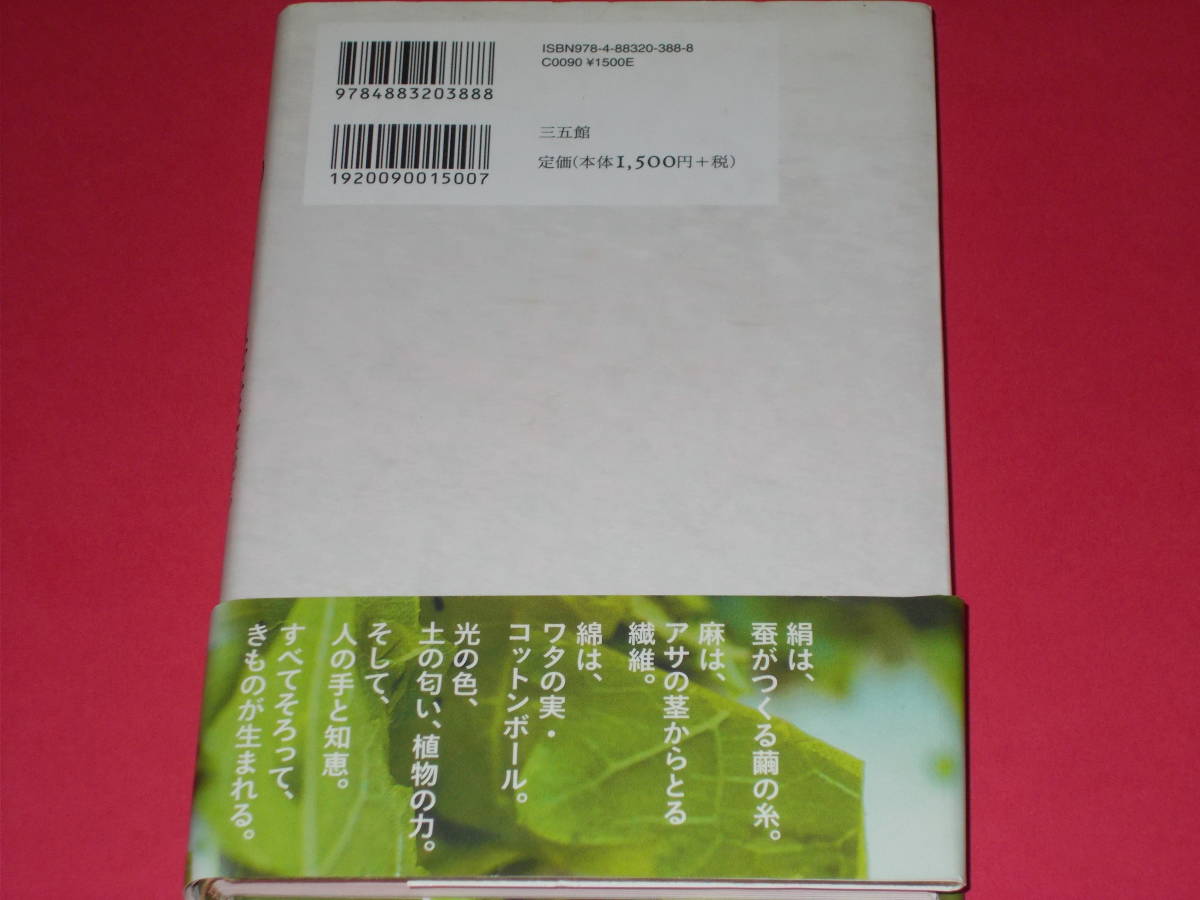 ISBN978-4-88320-388-8
C0090 ¥1500E
9784883203888
三五館
定価(本体1,500円+税)
1920090015007
絹は、
蚕がつくる繭の糸。
麻は、
アサの茎からとる
繊維。
綿は、
ワタの実・
コットンボール。
光の色、
土の匂い、植物の力。
そして、
人の手と知恵。
すべてそろって、
きものが生まれる。